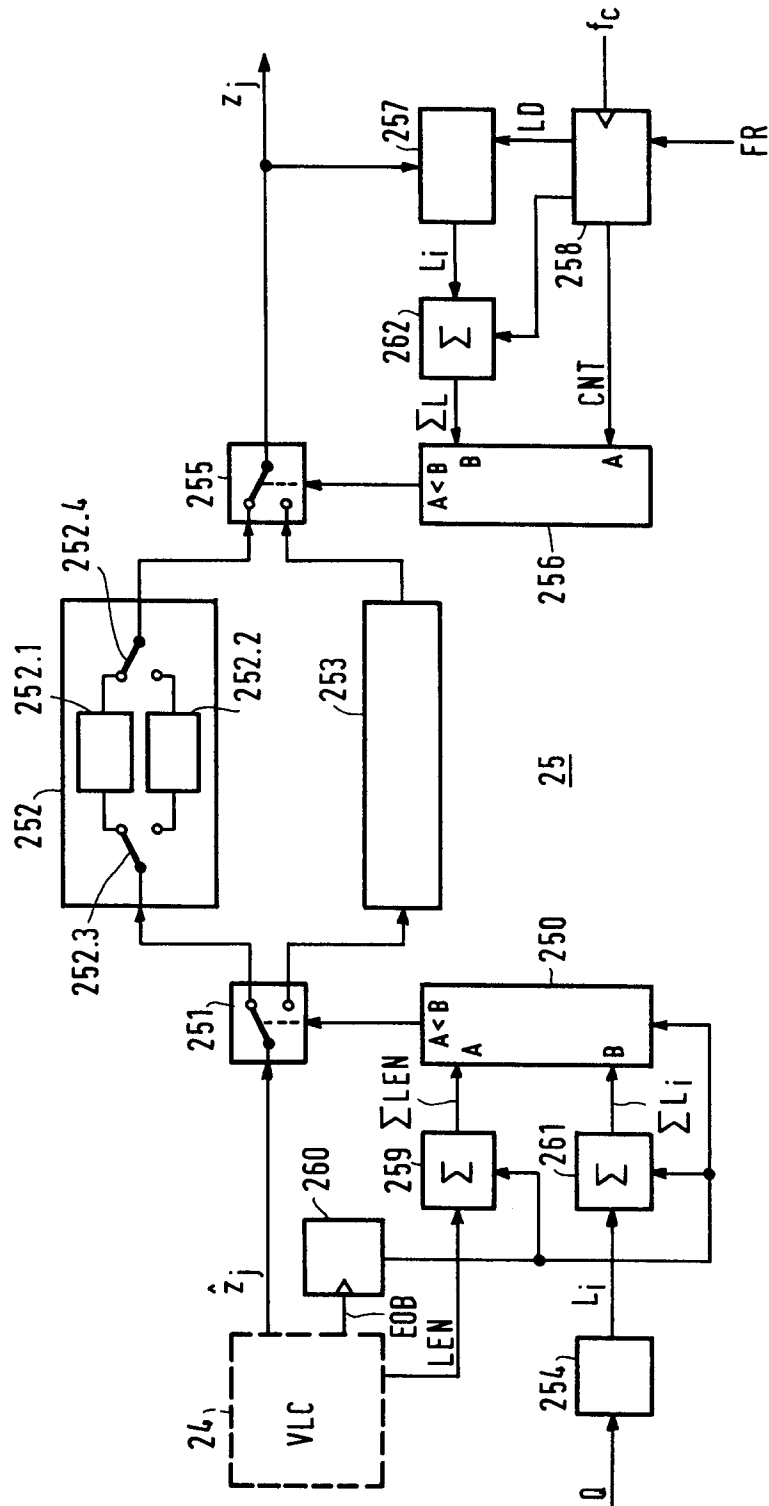 252
252.1
252.4
252.3
252.2
251
255
253
z_j
24
VLC
ẑ_j
260
EOB
LEN
259
Σ
ΣLEN
A<B
A
B
250
Q
254
L_i
261
Σ
ΣL_i
25
A<B
B
A
256
ΣL
262
Σ
L_i
257
LD
CNT
258
f_c
FR